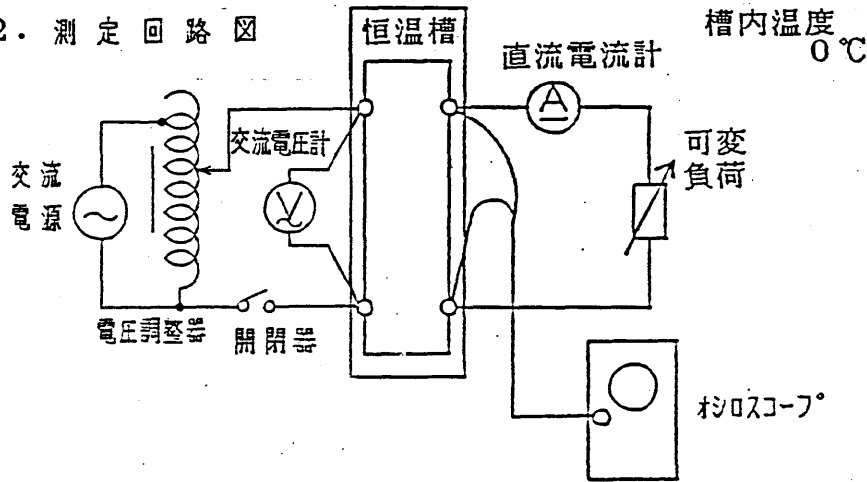 2. 測定回路図
恒温槽
槽内温度
0℃
直流電流計
A
交流電圧計
V
可変
負荷
交流
電源
電圧調整器
開閉器
オシロスコープ